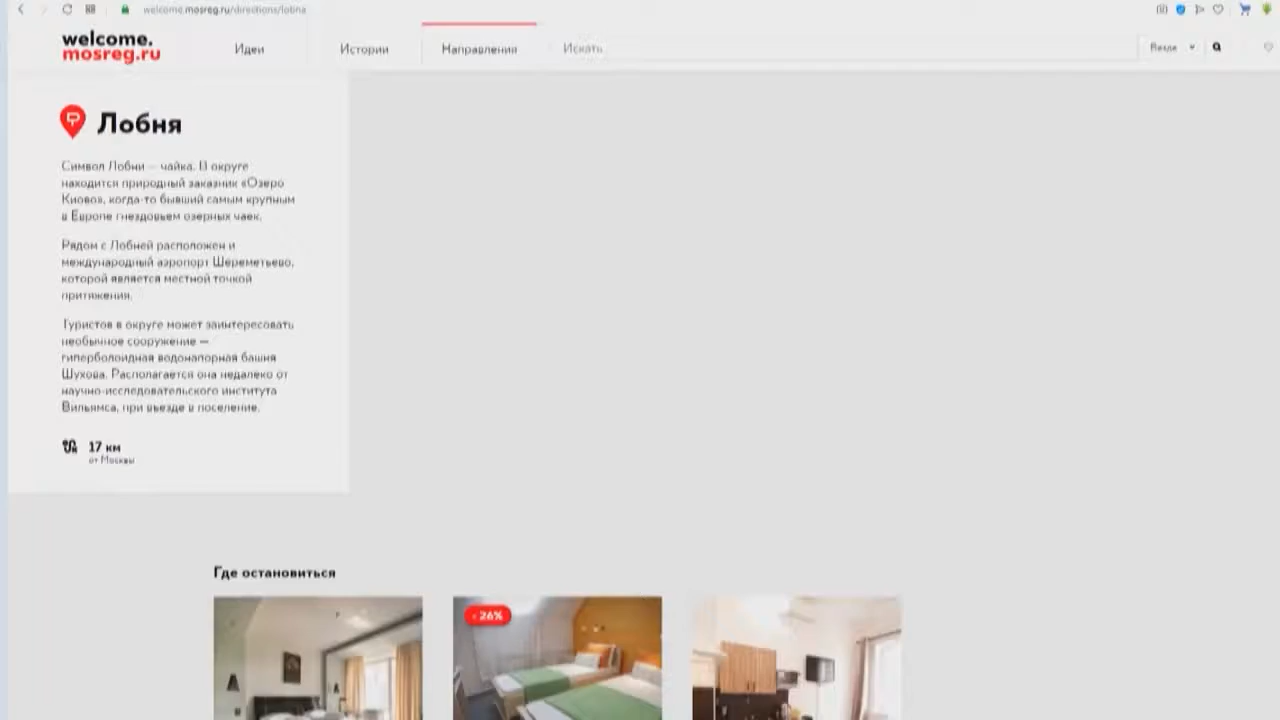 welcome.mosreg.ru/directions/lobna
welcome.
mosreg.ru
Идеи
Истории
Направления
Искать
Везде
Лобня
Символ Лобни — чайка. В округе
находится природный заказник «Озеро
Киово», когда-то бывший самым крупным
в Европе гнездовьем озерных чаек.
Рядом с Лобней расположен и
международный аэропорт Шереметьево,
которой является местной точкой
притяжения.
Туристов в округе может заинтересовать
необычное сооружение —
гиперболоидная водонапорная башня
Шухова. Располагается она недалеко от
научно-исследовательского института
Вильямса, при въезде в поселение.
17 км
от Москвы
Где остановиться
- 26%